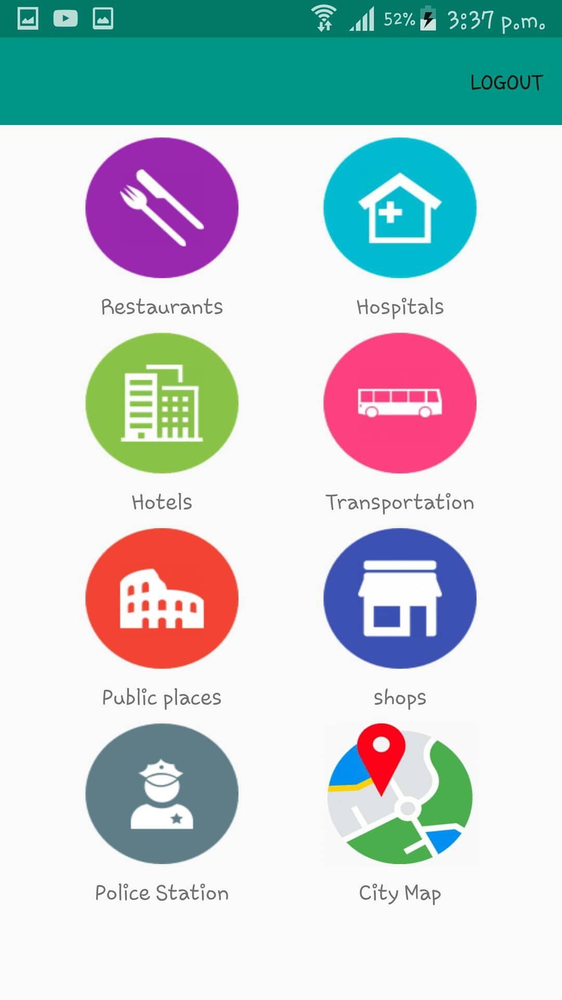 52% 3:37 p.m.
LOGOUT
Restaurants Hospitals
Hotels Transportation
Public places shops
Police Station City Map